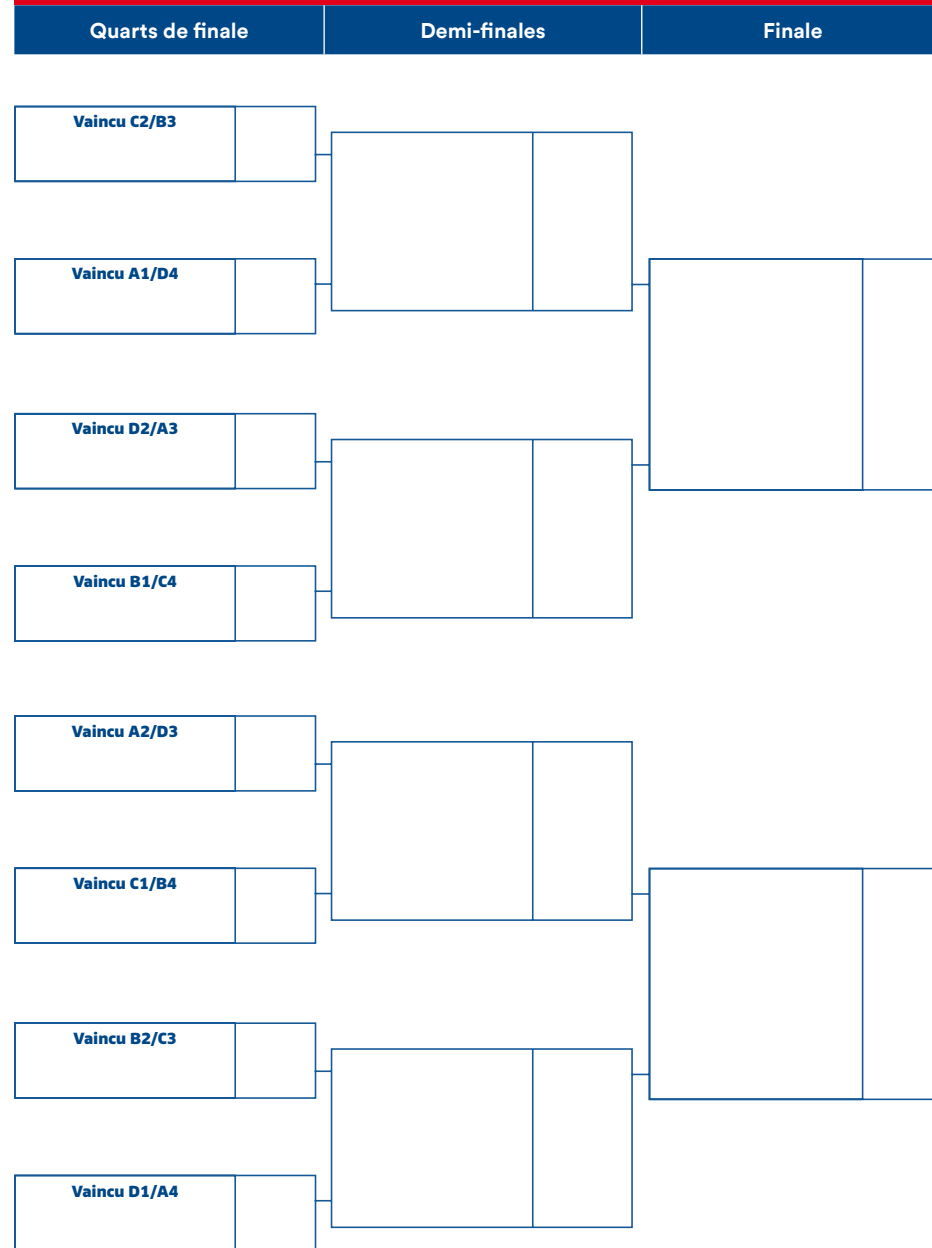 Quarts de finale
Demi-finales
Finale
Vaincu C2/B3
Vaincu A1/D4
Vaincu D2/A3
Vaincu B1/C4
Vaincu A2/D3
Vaincu C1/B4
Vaincu B2/C3
Vaincu D1/A4